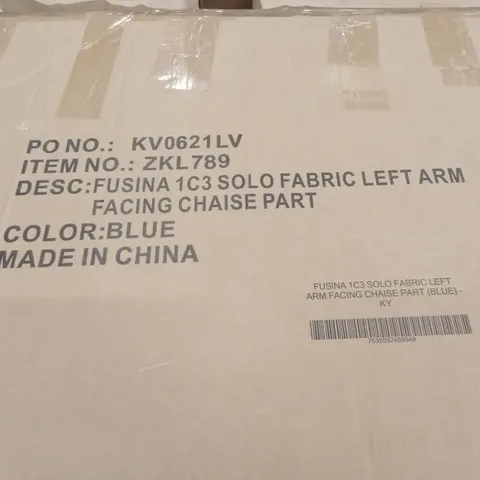 PO NO.: KV0621LV
ITEM NO.: ZKL789
DESC:FUSINA 1C3 SOLO FABRIC LEFT ARM
FACING CHAISE PART
COLOR:BLUE
MADE IN CHINA
FUSINA 1C3 SOLO FABRIC LEFT
ARM FACING CHAISE PART (BLUE) -
KY